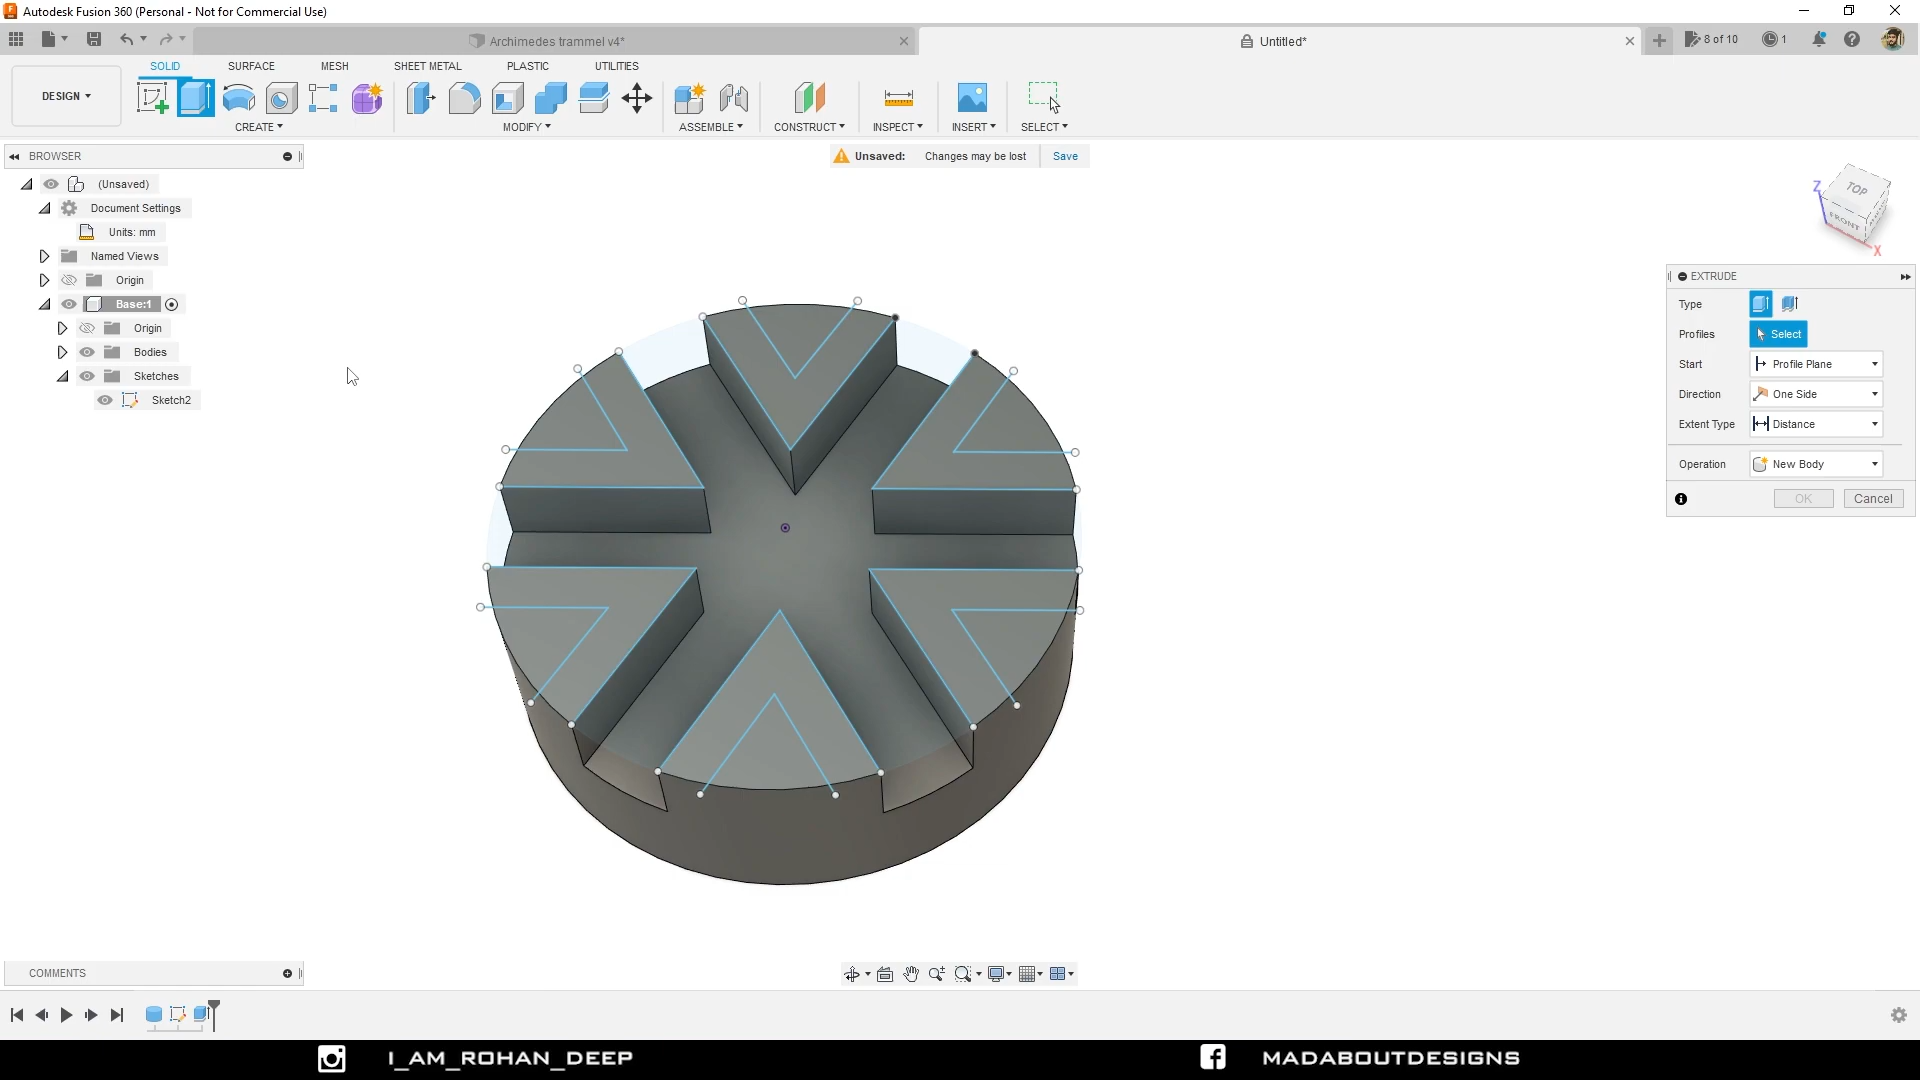 Autodesk Fusion 360 (Personal - Not for Commercial Use)
Archimedes trammel v4*
Untitled*
8 of 10
1
DESIGN
SOLID
SURFACE
MESH
SHEET METAL
PLASTIC
UTILITIES
CREATE
MODIFY
ASSEMBLE
CONSTRUCT
INSPECT
INSERT
SELECT
BROWSER
Unsaved: Changes may be lost
Save
(Unsaved)
Document Settings
Units: mm
Named Views
Origin
Base:1
Origin
Bodies
Sketches
Sketch2
TOP
FRONT
Z
X
EXTRUDE
Type
Profiles
Select
Start
Profile Plane
Direction
One Side
Extent Type
Distance
Operation
New Body
OK
Cancel
COMMENTS
I_AM_ROHAN_DEEP
MADABOUTDESIGNS